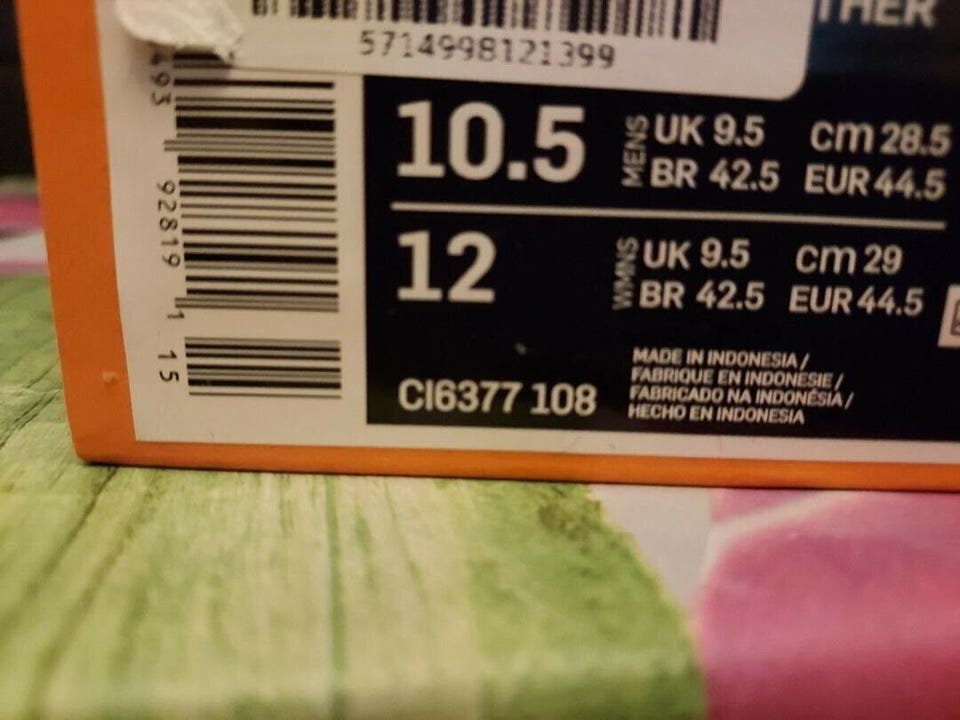 THER
5714998121399
493
92819
1
15
10.5 MENS UK 9.5 cm 28.5
BR 42.5 EUR 44.5
12 WMNS UK 9.5 cm 29
BR 42.5 EUR 44.5
CI6377 108
MADE IN INDONESIA /
FABRIQUE EN INDONESIE /
FABRICADO NA INDONÉSIA /
HECHO EN INDONESIA